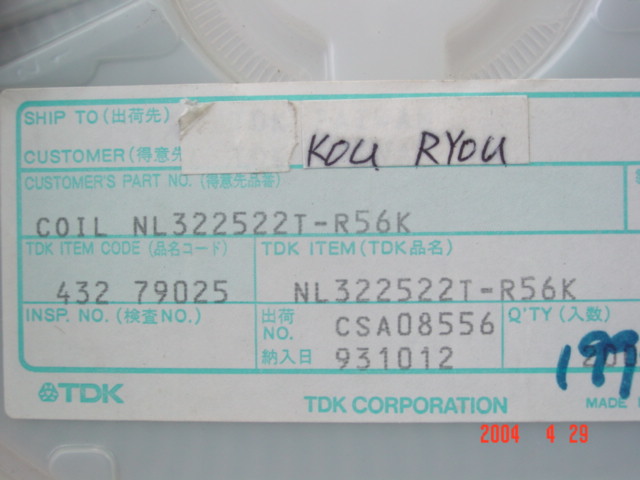 SHIP TO (出荷先)
CUSTOMER (得意先
KOU RYOU
CUSTOMER'S PART NO. (得意先品番)
COIL NL322522T-R56K
TDK ITEM CODE (品名コード) TDK ITEM (TDK品名)
432 79025 NL322522T-R56K
INSP. NO. (検査NO.) 出荷 NO. CSA08556 Q'TY (入数)
納入日 931012 199
TDK TDK CORPORATION MADE
2004 4 29